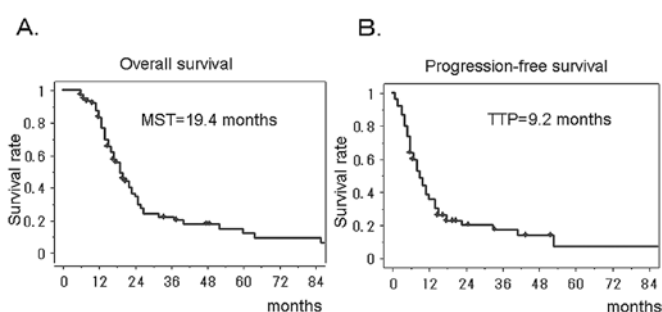 A.
Overall survival
MST=19.4 months
Survival rate
1
0.8
0.6
0.4
0.2
0
0 12 24 36 48 60 72 84
months
B.
Progression-free survival
TTP=9.2 months
Survival rate
1
0.8
0.6
0.4
0.2
0
0 12 24 36 48 60 72 84
months